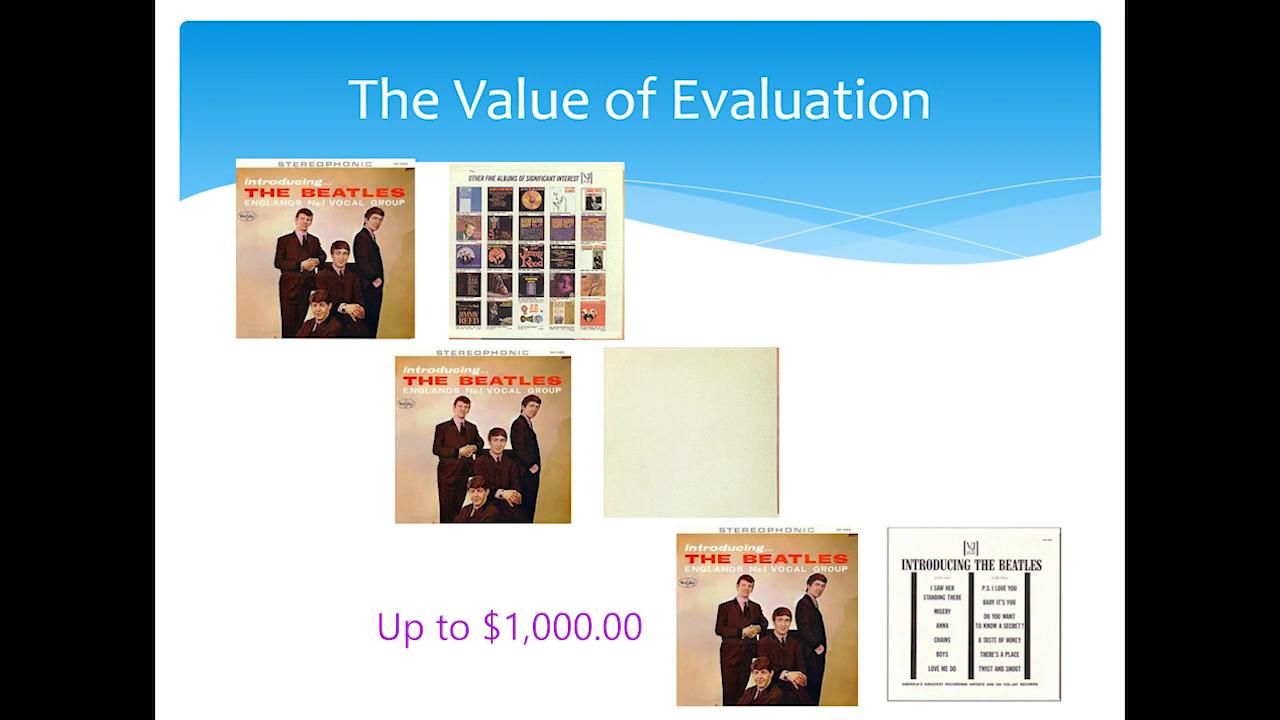 The Value of Evaluation
STEREOPHONIC
introducing...
THE BEATLES
ENGLANDS No.1 VOCAL GROUP
OTHER FINE ALBUMS OF SIGNIFICANT INTEREST VJ
Jimmy
Reed
JIMMY
REED
STEREOPHONIC
introducing...
THE BEATLES
ENGLANDS No.1 VOCAL GROUP
STEREOPHONIC
introducing...
THE BEATLES
ENGLANDS No.1 VOCAL GROUP
VJ
INTRODUCING THE BEATLES
I SAW HER
STANDING THERE
MISERY
ANNA
CHAINS
BOYS
LOVE ME DO
P.S. I LOVE YOU
BABY IT'S YOU
DO YOU WANT
TO KNOW A SECRET?
A TASTE OF HONEY
THERE'S A PLACE
TWIST AND SHOUT
AMERICA'S GREATEST RECORDING ARTISTS ARE ON VEE-JAY RECORDS
Up to $1,000.00